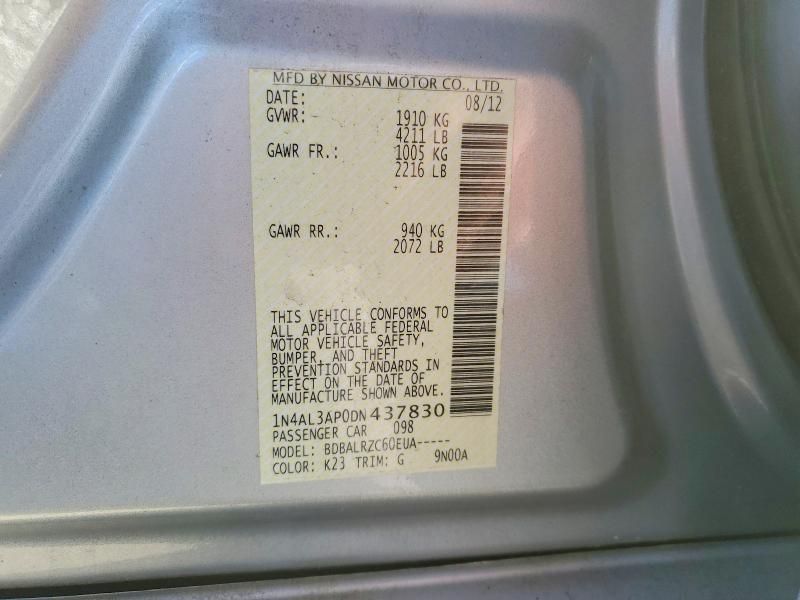 MFD BY NISSAN MOTOR CO., LTD.
DATE: 08/12
GVWR: 1910 KG
4211 LB
GAWR FR.: 1005 KG
2216 LB
GAWR RR.: 940 KG
2072 LB
THIS VEHICLE CONFORMS TO
ALL APPLICABLE FEDERAL
MOTOR VEHICLE SAFETY,
BUMPER, AND THEFT
PREVENTION STANDARDS IN
EFFECT ON THE DATE OF
MANUFACTURE SHOWN ABOVE.
1N4AL3AP0DN437830
PASSENGER CAR 098
MODEL: BDBALRZC60EUA-----
COLOR: K23 TRIM: G 9N00A